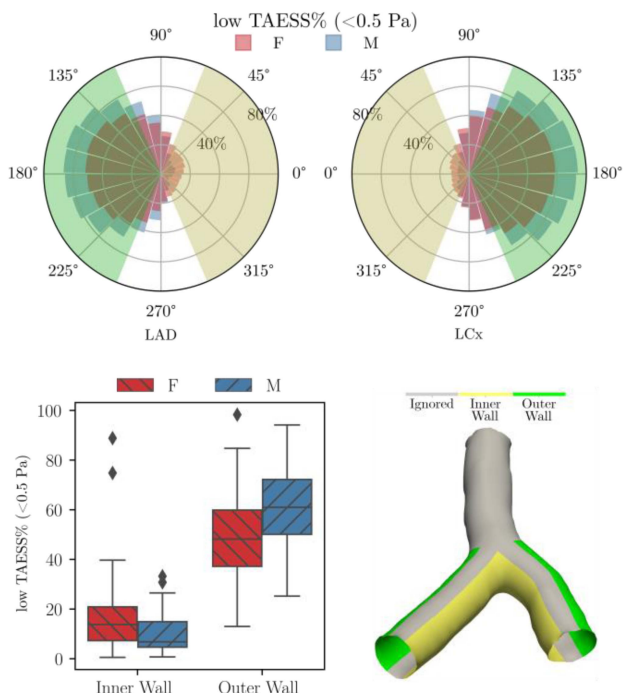 low TAESS% (<0.5 Pa)
F M
90° 90°
135° 45° 45° 135°
80% 80%
40% 40%
180° 0° 0° 180°
225° 315° 315° 225°
270° 270°
LAD LCx
F M
low TAESS% (<0.5 Pa)
100
80
60
40
20
0
Inner Wall Outer Wall
Ignored Inner Wall Outer Wall